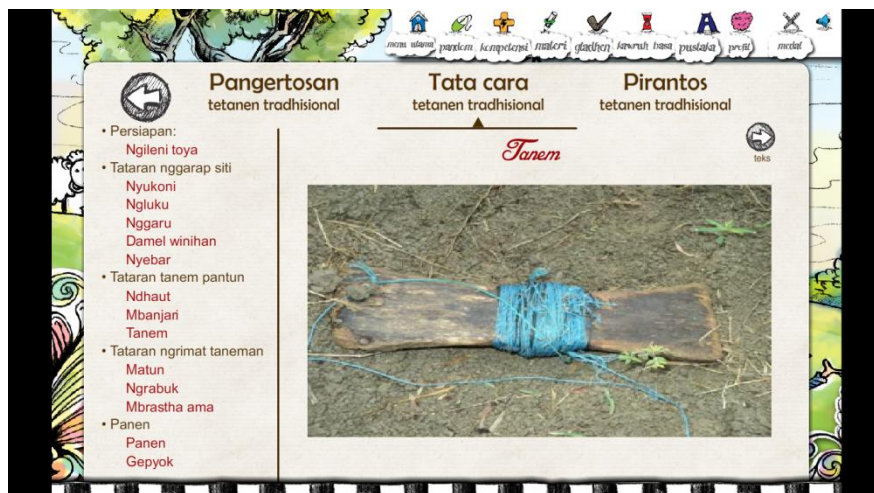 menu utama pandom kompetensi materi gladhen kawruh basa pustaka profil medal
Pangertosan
tetanen tradhisional
Tata cara
tetanen tradhisional
Pirantos
tetanen tradhisional
• Persiapan:
Ngileni toya
• Tataran nggarap siti
Nyukoni
Ngluku
Nggaru
Damel winihan
Nyebar
• Tataran tanem pantun
Ndhaut
Mbanjari
Tanem
• Tataran ngrimat taneman
Matun
Ngrabuk
Mbrastha ama
• Panen
Panen
Gepyok
Tanem
teks